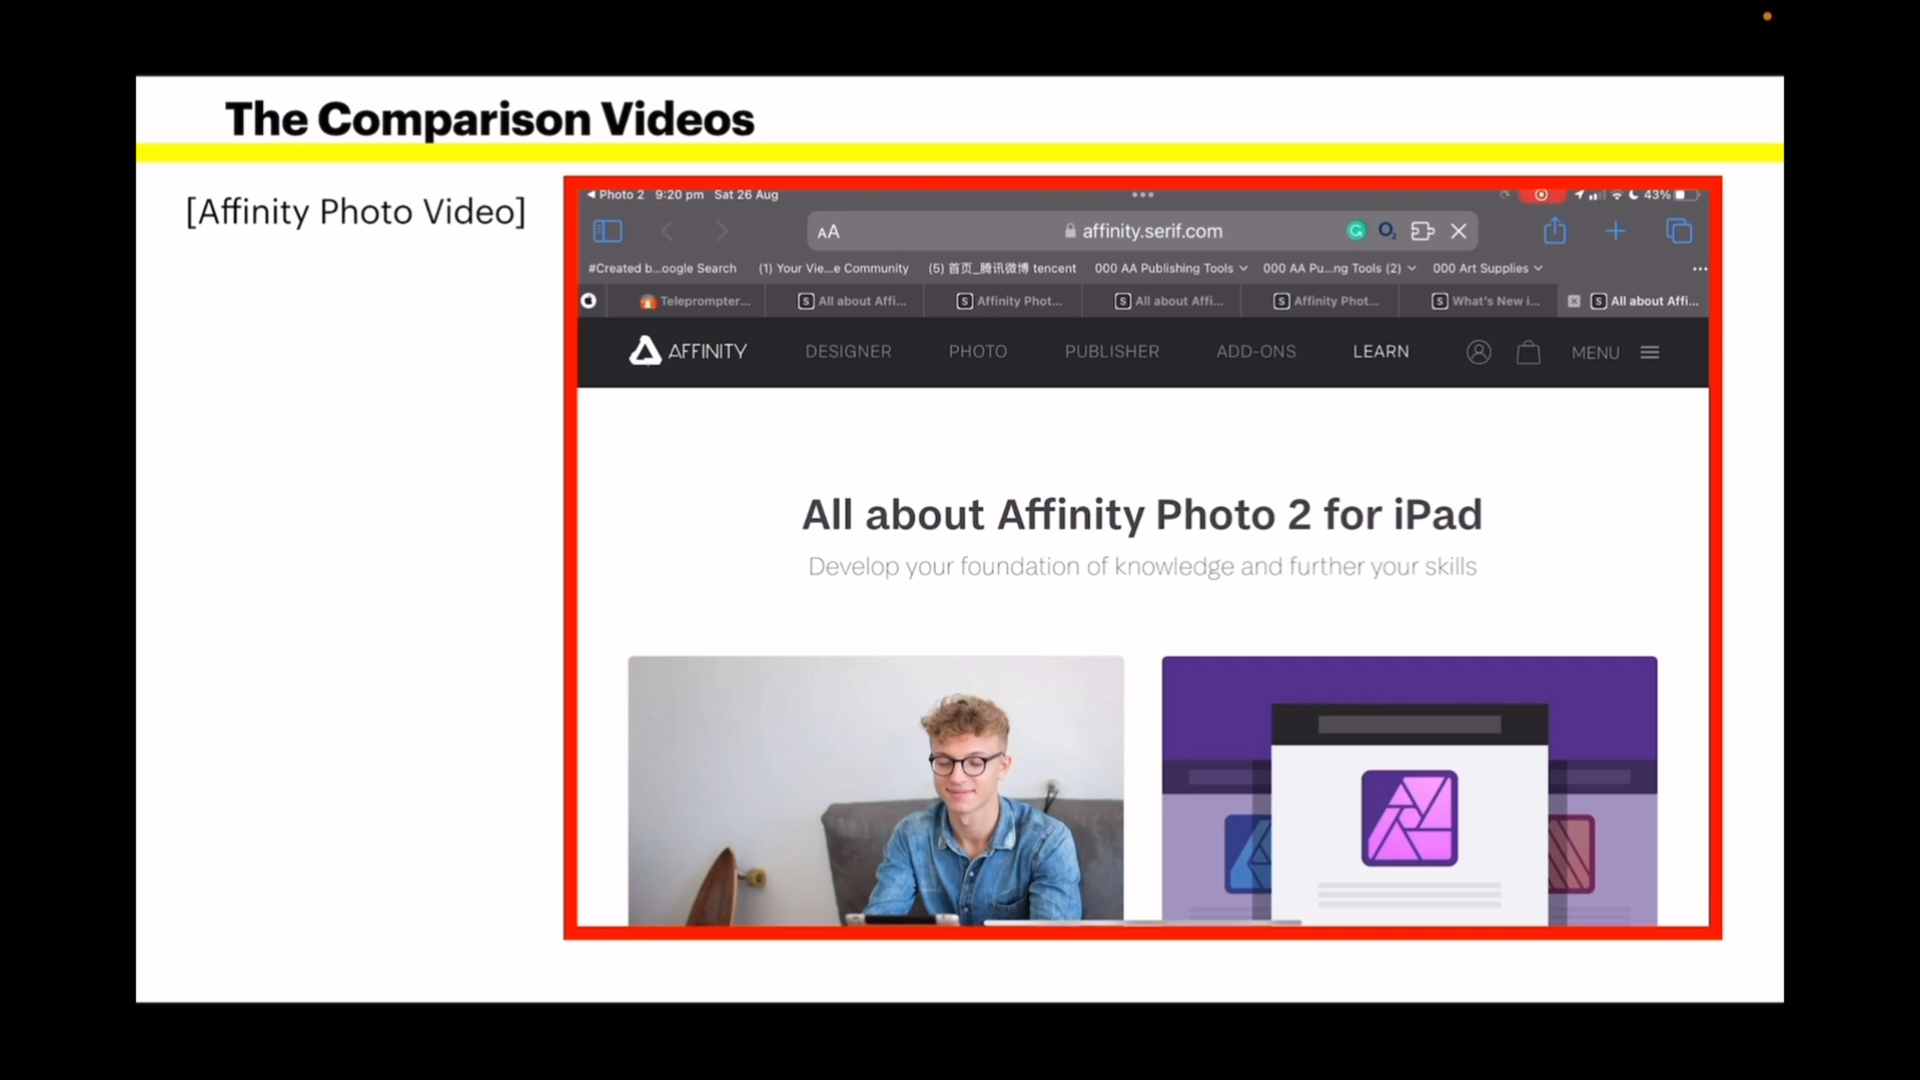 The Comparison Videos
[Affinity Photo Video]
Photo 2 9:20 pm Sat 26 Aug 43%
AA affinity.serif.com
#Created b...oogle Search (1) Your Vie...e Community (5) 首页_腾讯微博 tencent 000 AA Publishing Tools 000 AA Pu...ng Tools (2) 000 Art Supplies
Teleprompter... All about Affi... Affinity Phot... All about Affi... Affinity Phot... What's New i... All about Affi...
AFFINITY DESIGNER PHOTO PUBLISHER ADD-ONS LEARN MENU
All about Affinity Photo 2 for iPad
Develop your foundation of knowledge and further your skills